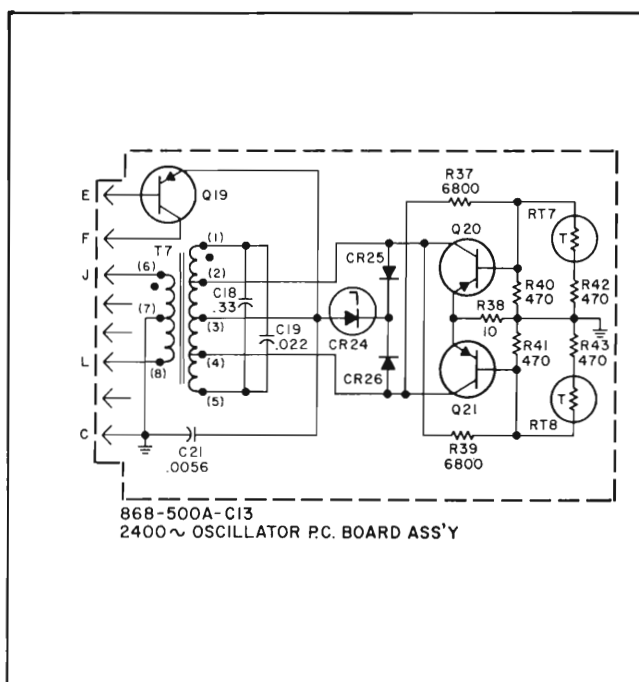 E
Q19
F
J
L
C
T7
(6)
(7)
(8)
(1)
(2)
(3)
(4)
(5)
C18
.33
C19
.022
C21
.0056
CR25
CR24
CR26
R37
6800
Q20
R38
10
Q21
R39
6800
R40
470
R41
470
RT7
T
R42
470
R43
470
T
RT8
868-500A-C13
2400~ OSCILLATOR P.C. BOARD ASS'Y